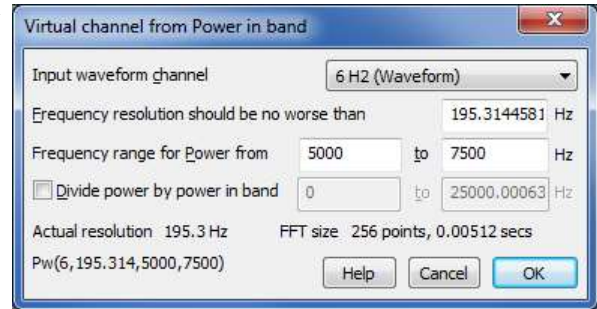 Virtual channel from Power in band
Input waveform channel 6 H2 (Waveform)
Frequency resolution should be no worse than 195.3144581 Hz
Frequency range for Power from 5000 to 7500 Hz
Divide power by power in band 0 to 25000.00063 Hz
Actual resolution 195.3 Hz FFT size 256 points, 0.00512 secs
Pw(6,195.314,5000,7500) Help Cancel OK